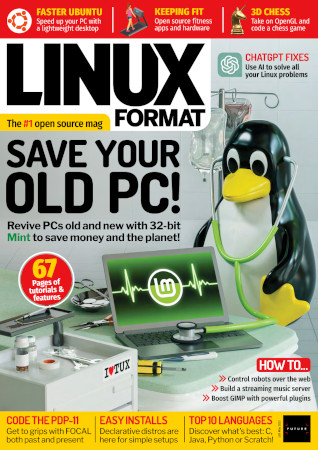 FASTER UBUNTU
Speed up your PC with
a lightweight desktop
KEEPING FIT
Open source fitness
apps and hardware
3D CHESS
Take on OpenGL and
code a chess game
LINUX
FORMAT
The #1 open source mag
CHATGPT FIXES
Use AI to solve all
your Linux problems
SAVE YOUR
OLD PC!
Revive PCs old and new with 32-bit
Mint to save money and the planet!
67
Pages of
tutorials &
features
I♥TUX
HOW TO...
>> Control robots over the web
>> Build a streaming music server
>> Boost GIMP with powerful plugins
CODE THE PDP-11
Get to grips with FOCAL
both past and present
EASY INSTALLS
Declarative distros are
here for simple setups
TOP 10 LANGUAGES
Discover what's best: C,
Java, Python or Scratch!
FUTURE